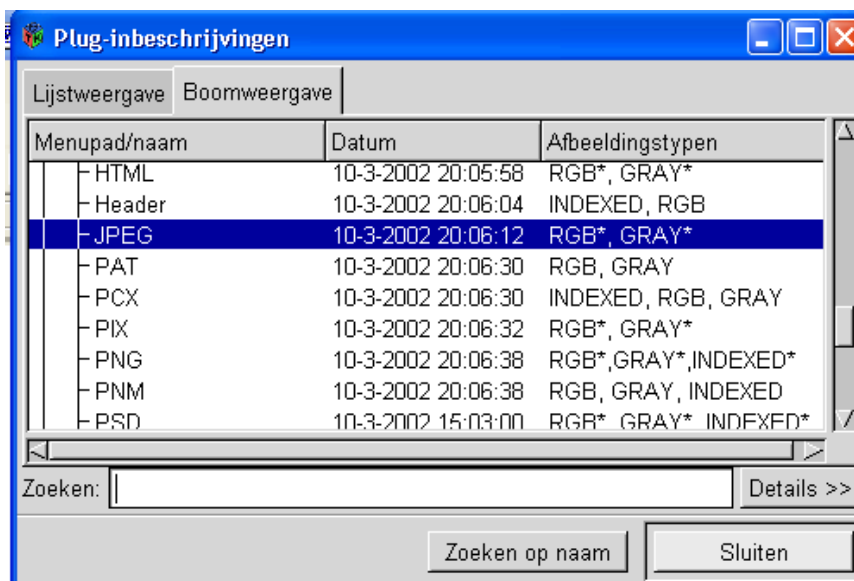 Plug-inbeschrijvingen
Lijstweergave Boomweergave
Menupad/naam Datum Afbeeldingstypen
HTML 10-3-2002 20:05:58 RGB*, GRAY*
Header 10-3-2002 20:06:04 INDEXED, RGB
JPEG 10-3-2002 20:06:12 RGB*, GRAY*
PAT 10-3-2002 20:06:30 RGB, GRAY
PCX 10-3-2002 20:06:30 INDEXED, RGB, GRAY
PIX 10-3-2002 20:06:32 RGB*, GRAY*
PNG 10-3-2002 20:06:38 RGB*,GRAY*,INDEXED*
PNM 10-3-2002 20:06:38 RGB, GRAY, INDEXED
PSD 10-3-2002 15:03:00 RGB*, GRAY*, INDEXED*
Zoeken: Details >>
Zoeken op naam Sluiten